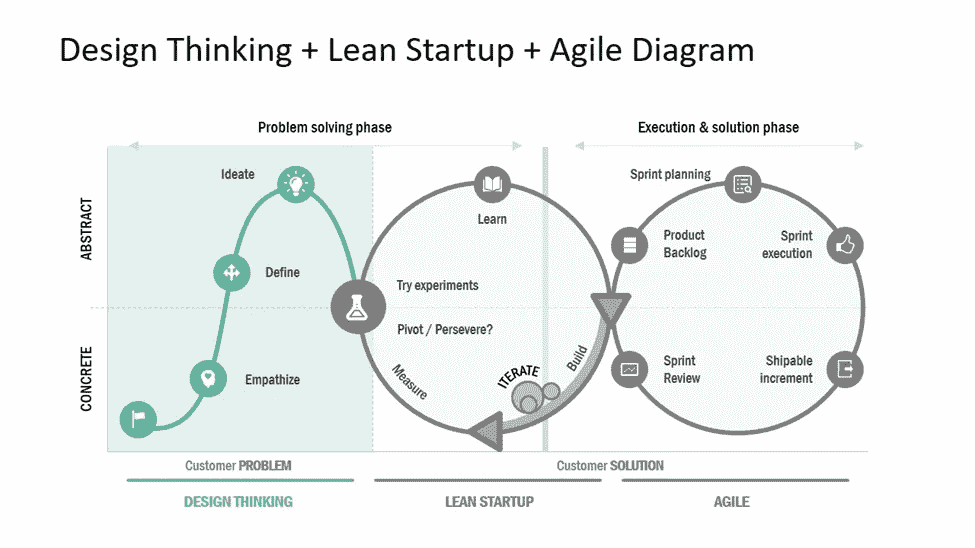 Design Thinking + Lean Startup + Agile Diagram
Problem solving phase
Execution & solution phase
ABSTRACT
CONCRETE
Ideate
Define
Empathize
Learn
Try experiments
Pivot / Persevere?
Measure
ITERATE
Build
Sprint planning
Product
Backlog
Sprint
execution
Sprint
Review
Shipable
increment
Customer PROBLEM
Customer SOLUTION
DESIGN THINKING
LEAN STARTUP
AGILE